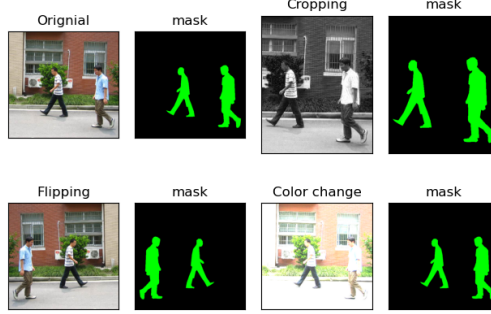 Orignial
mask
Cropping
mask
Flipping
mask
Color change
mask